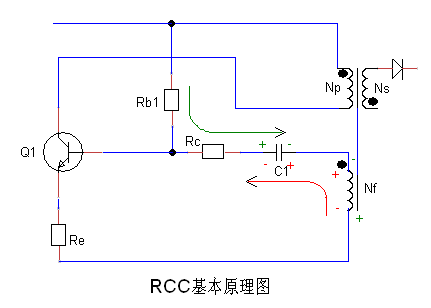 Np
Ns
Rb1
Q1
Rc
+ -
- +
C1
+ -
Nf
- +
Re
RCC基本原理图